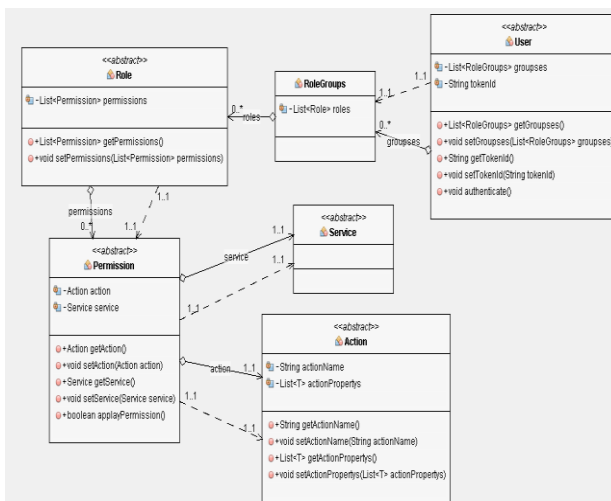 <<abstract>>
Role
-List<Permission> permissions
+List<Permission> getPermissions()
+void setPermissions(List<Permission> permissions)
RoleGroups
-List<Role> roles
<<abstract>>
User
-List<RoleGroups> groupses
-String tokenId
+List<RoleGroups> getGroupses()
+void setGroupses(List<RoleGroups> groupses)
+String getTokenId()
+void setTokenId(String tokenId)
+void authenticate()
0..*
roles
1..1
1..1
0..*
groupses
permissions
0..*
1..1
<<abstract>>
Permission
-Action action
-Service service
+Action getAction()
+void setAction(Action action)
+Service getService()
+void setService(Service service)
+boolean applayPermission()
service
1..1
1..1
1..1
<<abstract>>
Service
action
1..1
1..1
1..1
<<abstract>>
Action
-String actionName
-List<T> actionPropertys
+String getActionName()
+void setActionName(String actionName)
+List<T> getActionPropertys()
+void setActionPropertys(List<T> actionPropertys)